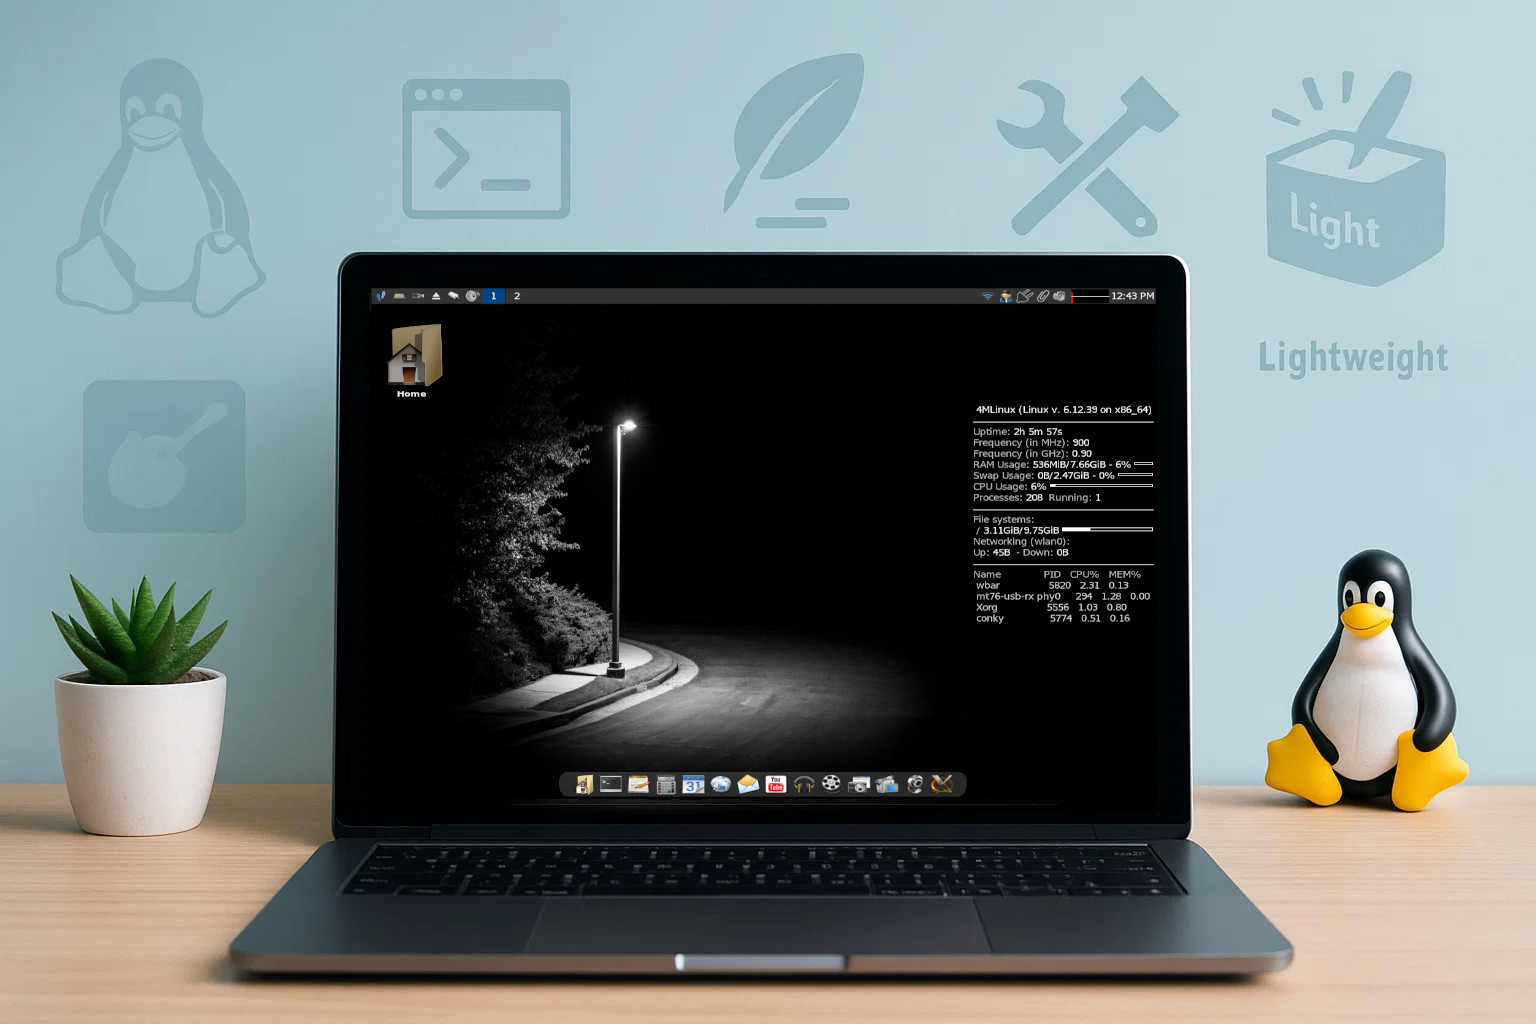 Light
Lightweight
1 2 12:43 PM
Home
4MLinux (Linux v. 6.12.39 on x86_64)
Uptime: 2h 5m 57s
Frequency (in MHz): 900
Frequency (in GHz): 0.90
RAM Usage: 536MiB/7.66GiB - 6%
Swap Usage: 0B/2.47GiB - 0%
CPU Usage: 6%
Processes: 208 Running: 1
File systems:
/ 3.11GiB/9.75GiB
Networking (wlan0):
Up: 45B - Down: 0B
Name PID CPU% MEM%
wbar 5820 2.31 0.13
mt76-usb-rx phy0 294 1.28 0.00
Xorg 5556 1.03 0.80
conky 5774 0.51 0.16
31
You
Tube